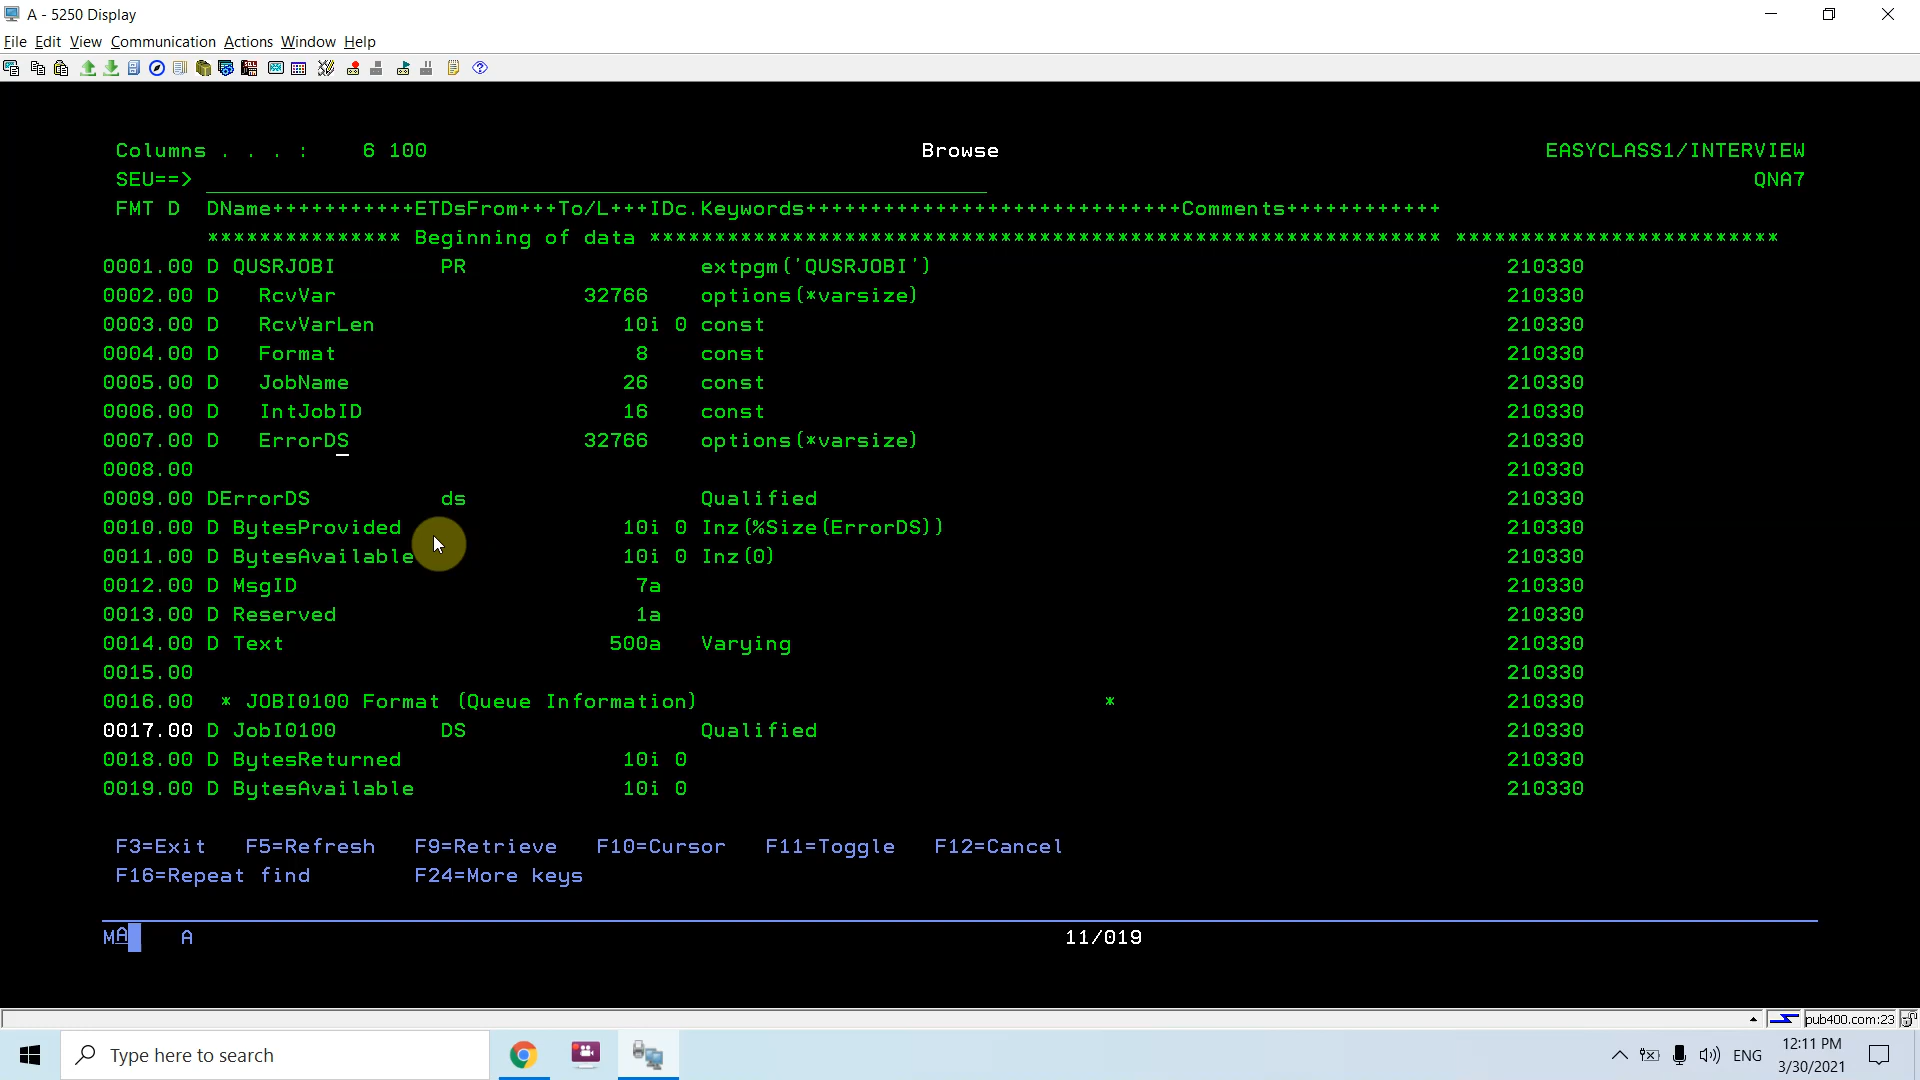 A - 5250 Display
File Edit View Communication Actions Window Help
Columns . . . :    6 100    Browse    EASYCLASS1/INTERVIEW
SEU==>    QNA7
FMT D  DName+++++++++++ETDsFrom+++To/L+++IDc.Keywords+++++++++++++++++++++++++++++Comments++++++++++++
*************** Beginning of data ************************************************************* *************************
0001.00 D QUSRJOBI        PR                  extpgm('QUSRJOBI')    210330
0002.00 D   RcvVar                   32766    options(*varsize)    210330
0003.00 D   RcvVarLen                   10i 0 const    210330
0004.00 D   Format                       8    const    210330
0005.00 D   JobName                     26    const    210330
0006.00 D   IntJobID                    16    const    210330
0007.00 D   ErrorDS                  32766    options(*varsize)    210330
0008.00    210330
0009.00 DErrorDS          ds                  Qualified    210330
0010.00 D BytesProvided                 10i 0 Inz(%Size(ErrorDS))    210330
0011.00 D BytesAvailable                10i 0 Inz(0)    210330
0012.00 D MsgID                          7a    210330
0013.00 D Reserved                       1a    210330
0014.00 D Text                         500a   Varying    210330
0015.00    210330
0016.00  * JOBI0100 Format (Queue Information)                                *    210330
0017.00 D JobI0100        DS                  Qualified    210330
0018.00 D BytesReturned                 10i 0    210330
0019.00 D BytesAvailable                10i 0    210330
F3=Exit   F5=Refresh   F9=Retrieve   F10=Cursor   F11=Toggle   F12=Cancel
F16=Repeat find        F24=More keys
MA    A    11/019
pub400.com:23
Type here to search    ENG    12:11 PM
3/30/2021